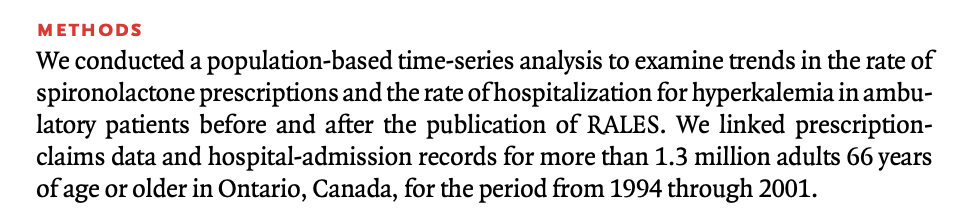 METHODS
We conducted a population-based time-series analysis to examine trends in the rate of
spironolactone prescriptions and the rate of hospitalization for hyperkalemia in ambu-
latory patients before and after the publication of RALES. We linked prescription-
claims data and hospital-admission records for more than 1.3 million adults 66 years
of age or older in Ontario, Canada, for the period from 1994 through 2001.